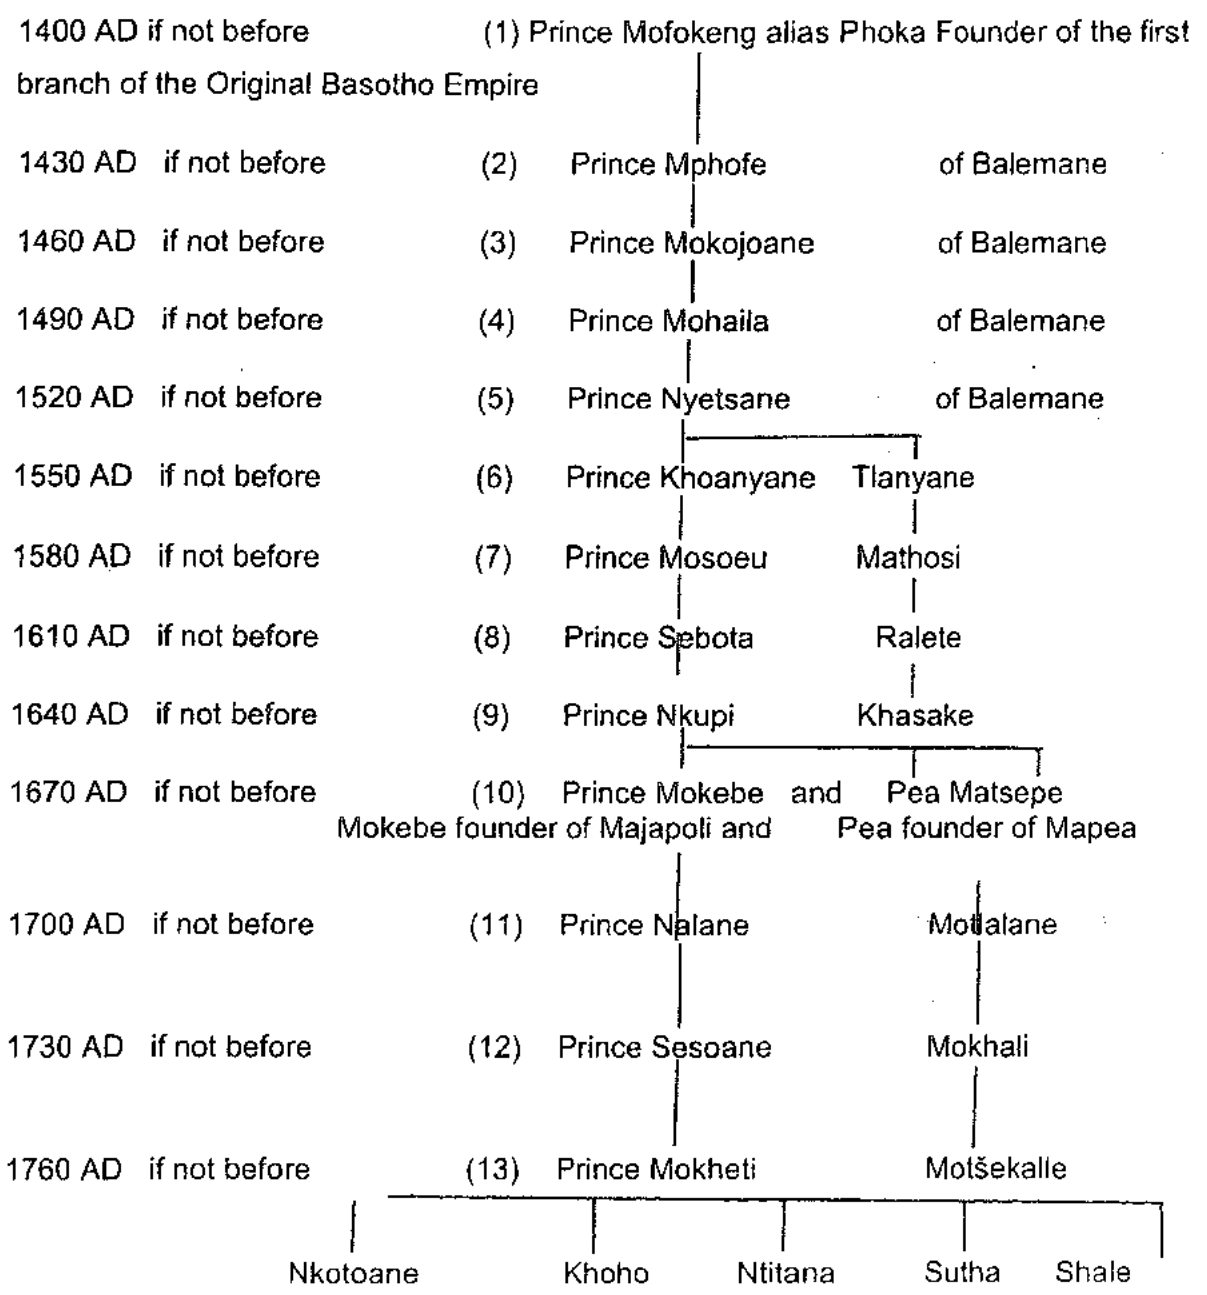 1400 AD if not before (1) Prince Mofokeng alias Phoka Founder of the first
branch of the Original Basotho Empire
1430 AD if not before (2) Prince Mphofe of Balemane
1460 AD if not before (3) Prince Mokojoane of Balemane
1490 AD if not before (4) Prince Mohaila of Balemane
1520 AD if not before (5) Prince Nyetsane of Balemane
1550 AD if not before (6) Prince Khoanyane Tlanyane
1580 AD if not before (7) Prince Mosoeu Mathosi
1610 AD if not before (8) Prince Sebota Ralete
1640 AD if not before (9) Prince Nkupi Khasake
1670 AD if not before (10) Prince Mokebe and Pea Matsepe
Mokebe founder of Majapoli and Pea founder of Mapea
1700 AD if not before (11) Prince Nalane Motlalane
1730 AD if not before (12) Prince Sesoane Mokhali
1760 AD if not before (13) Prince Mokheti Motšekalle
Nkotoane Khoho Ntitana Sutha Shale